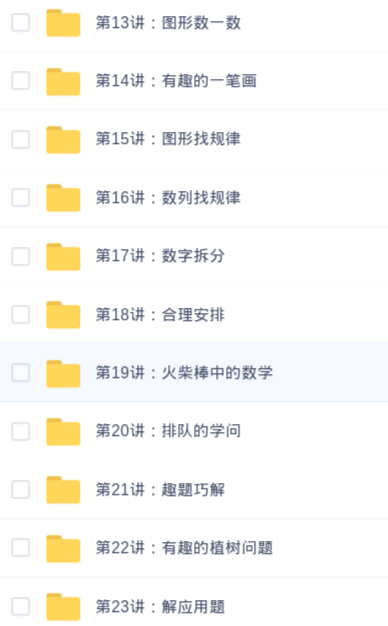 第13讲：图形数一数
第14讲：有趣的一笔画
第15讲：图形找规律
第16讲：数列找规律
第17讲：数字拆分
第18讲：合理安排
第19讲：火柴棒中的数学
第20讲：排队的学问
第21讲：趣题巧解
第22讲：有趣的植树问题
第23讲：解应用题